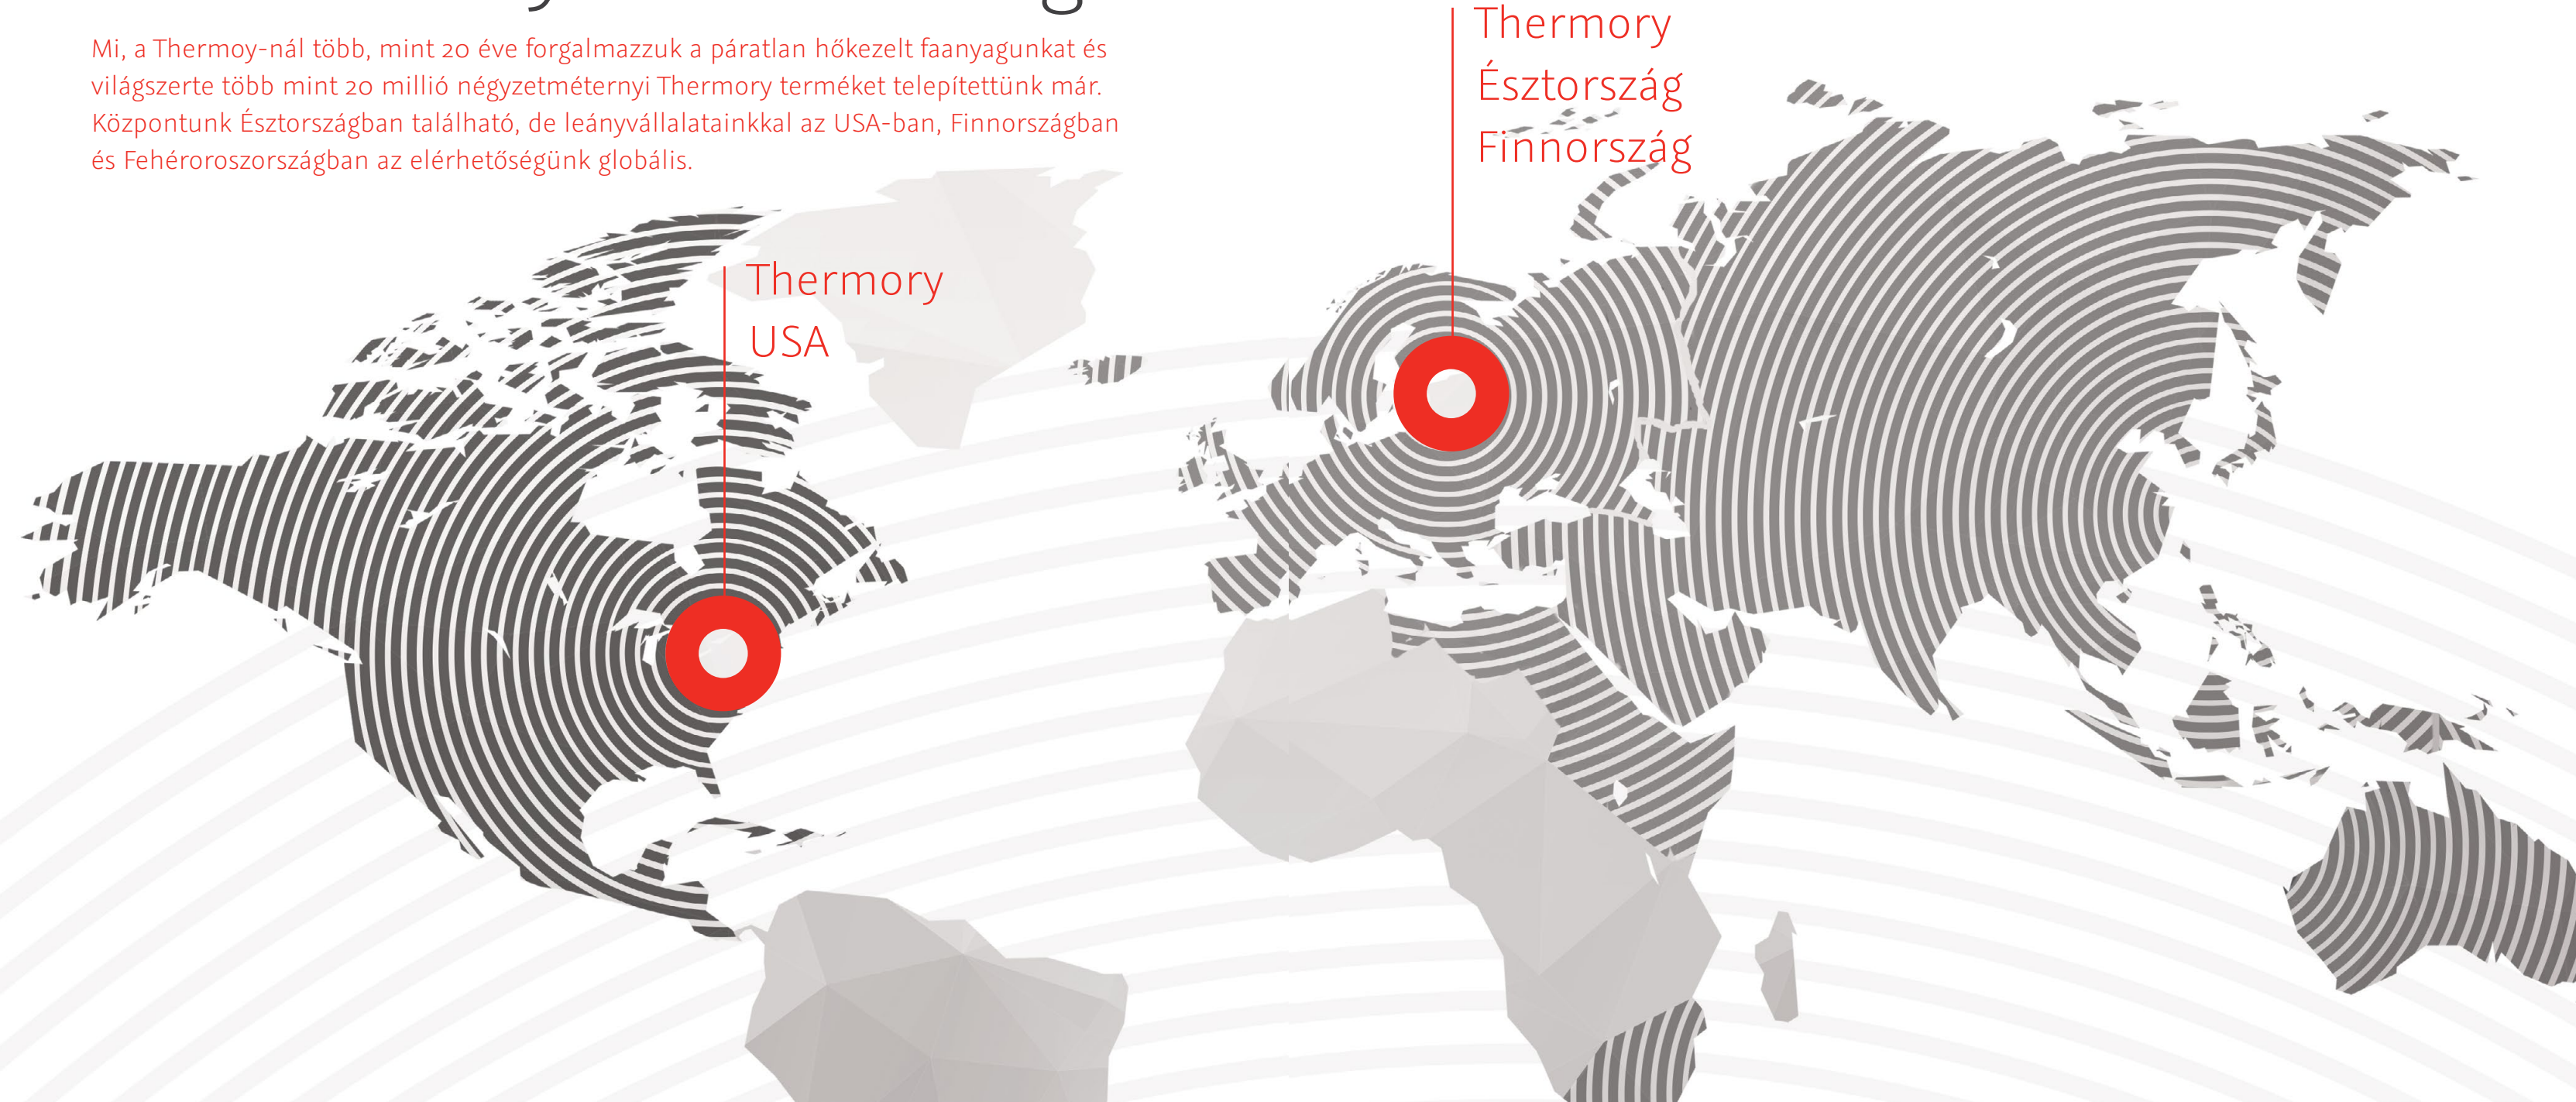 Mi, a Thermoy-nál több, mint 20 éve forgalmazzuk a páratlan hőkezelt faanyagunkat és
világszerte több mint 20 millió négyzetméternyi Thermory terméket telepítettünk már.
Központunk Észtországban található, de leányvállalatainkkal az USA-ban, Finnországban
és Fehéroroszországban az elérhetőségünk globális.
Thermory
Észtország
Finnország
Thermory
USA